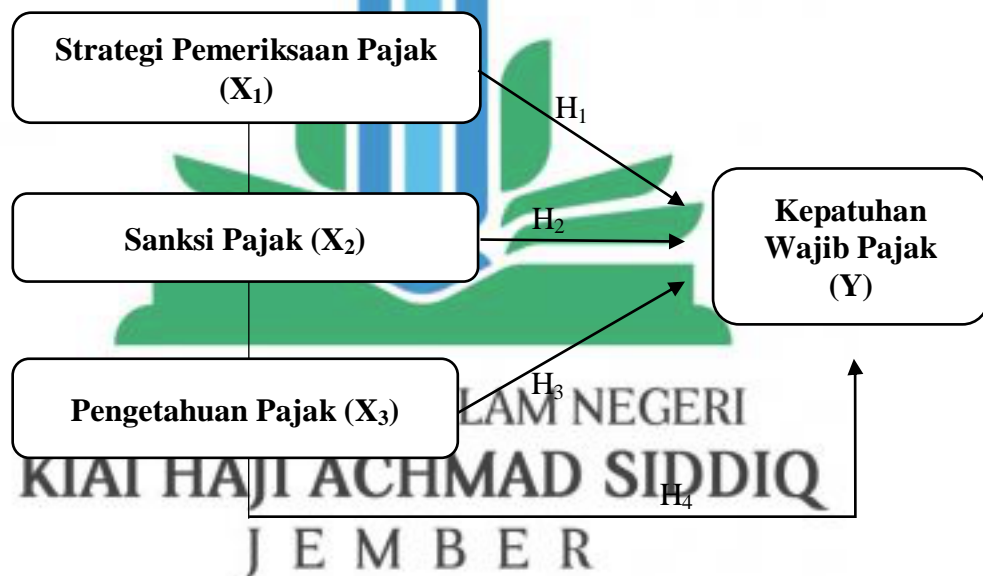 Strategi Pemeriksaan Pajak
(X₁)
H₁
Sanksi Pajak (X₂)
H₂
Kepatuhan
Wajib Pajak
(Y)
H₃
Pengetahuan Pajak (X₃)
LAM NEGERI
KIAI HAJI ACHMAD SIDDIQ
H₄
JEMBER